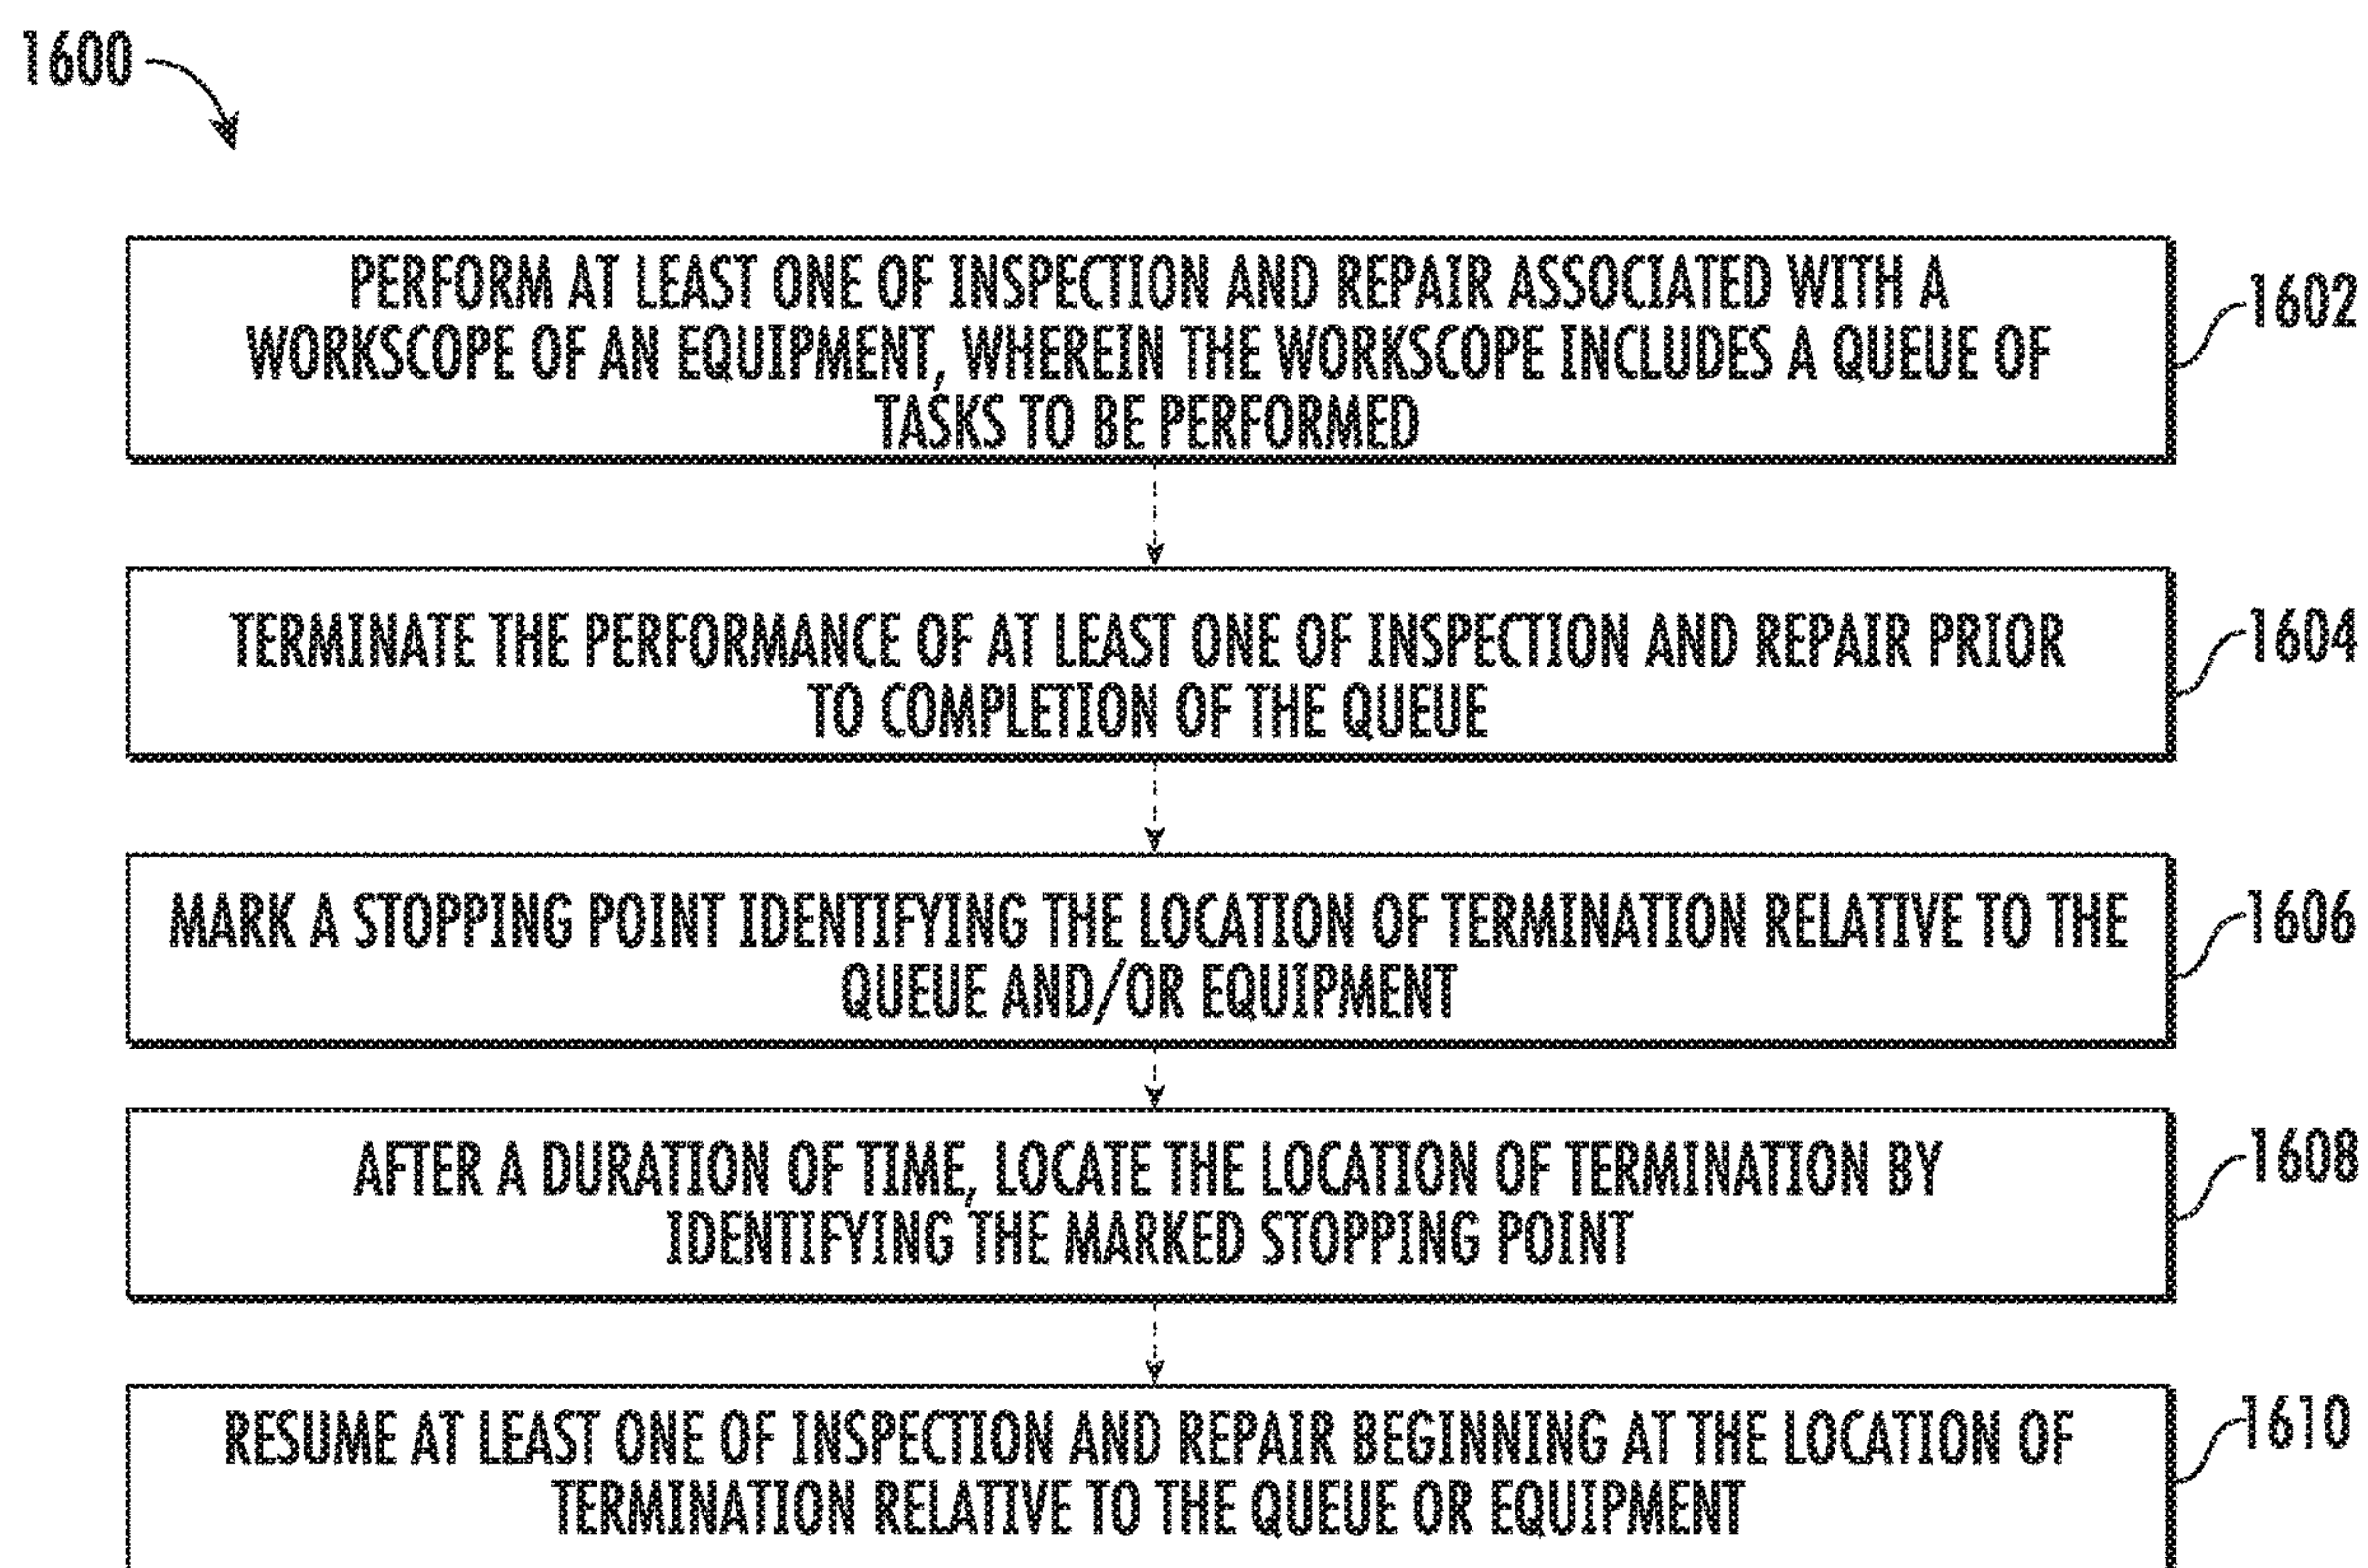 1600
PERFORM AT LEAST ONE OF INSPECTION AND REPAIR ASSOCIATED WITH A
WORKSCOPE OF AN EQUIPMENT, WHEREIN THE WORKSCOPE INCLUDES A QUEUE OF
TASKS TO BE PERFORMED
1602
TERMINATE THE PERFORMANCE OF AT LEAST ONE OF INSPECTION AND REPAIR PRIOR
TO COMPLETION OF THE QUEUE
1604
MARK A STOPPING POINT IDENTIFYING THE LOCATION OF TERMINATION RELATIVE TO THE
QUEUE AND/OR EQUIPMENT
1606
AFTER A DURATION OF TIME, LOCATE THE LOCATION OF TERMINATION BY
IDENTIFYING THE MARKED STOPPING POINT
1608
RESUME AT LEAST ONE OF INSPECTION AND REPAIR BEGINNING AT THE LOCATION OF
TERMINATION RELATIVE TO THE QUEUE OR EQUIPMENT
1610